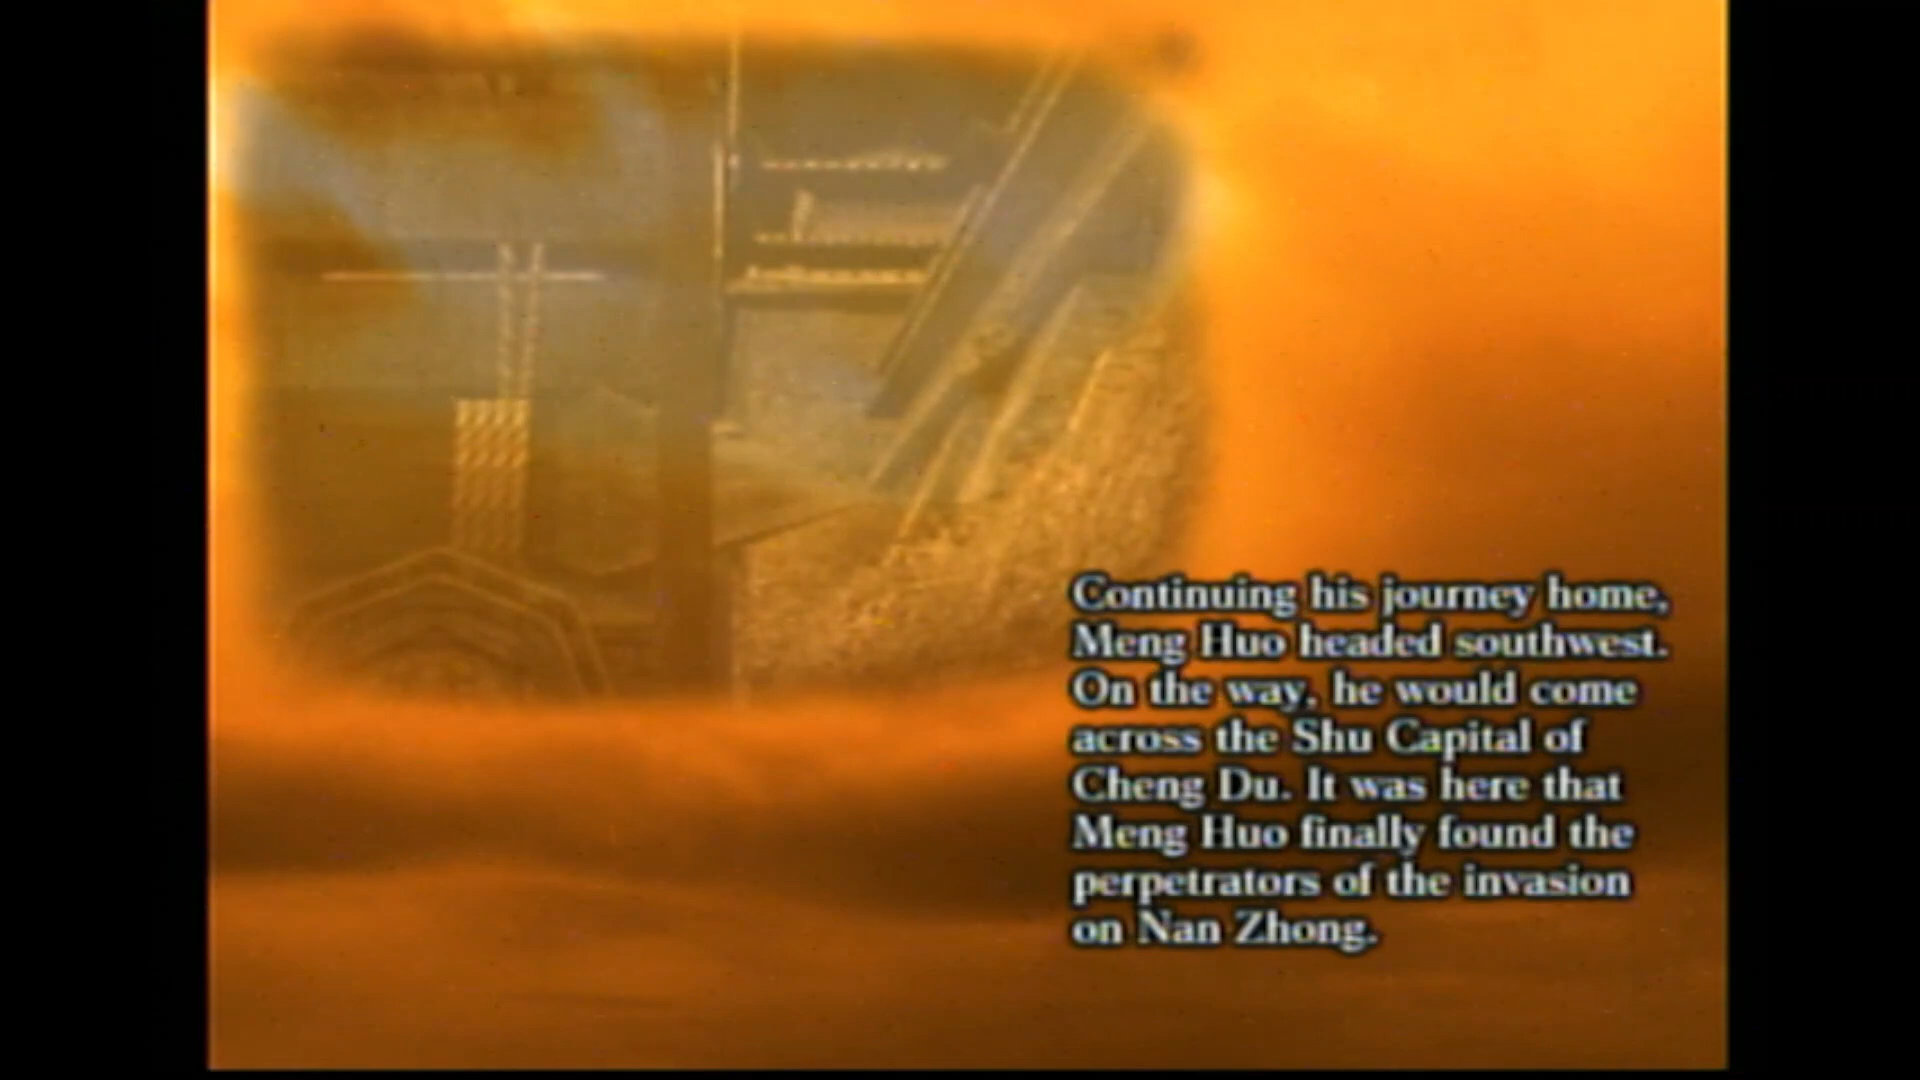 Continuing his journey home,
Meng Huo headed southwest.
On the way, he would come
across the Shu Capital of
Cheng Du. It was here that
Meng Huo finally found the
perpetrators of the invasion
on Nan Zhong.